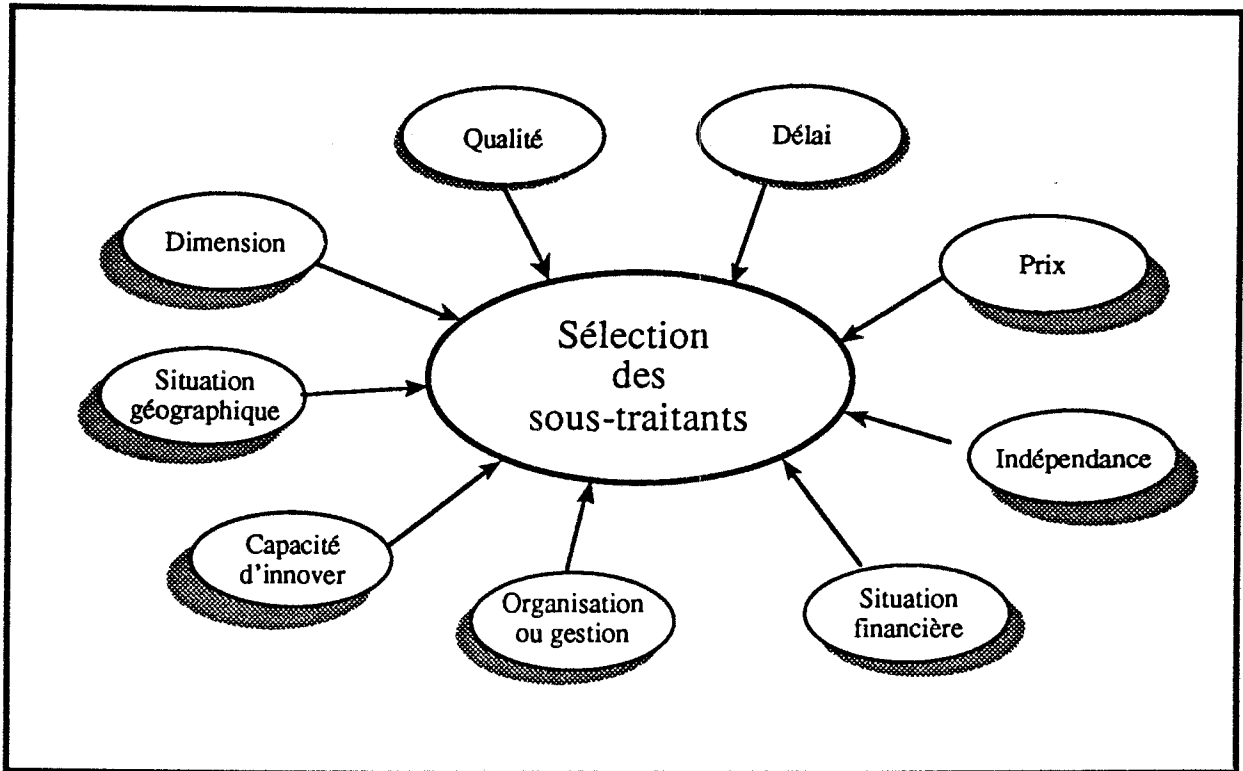 Qualité
Délai
Dimension
Prix
Sélection
des
sous-traitants
Situation
géographique
Indépendance
Capacité
d'innover
Organisation
ou gestion
Situation
financière